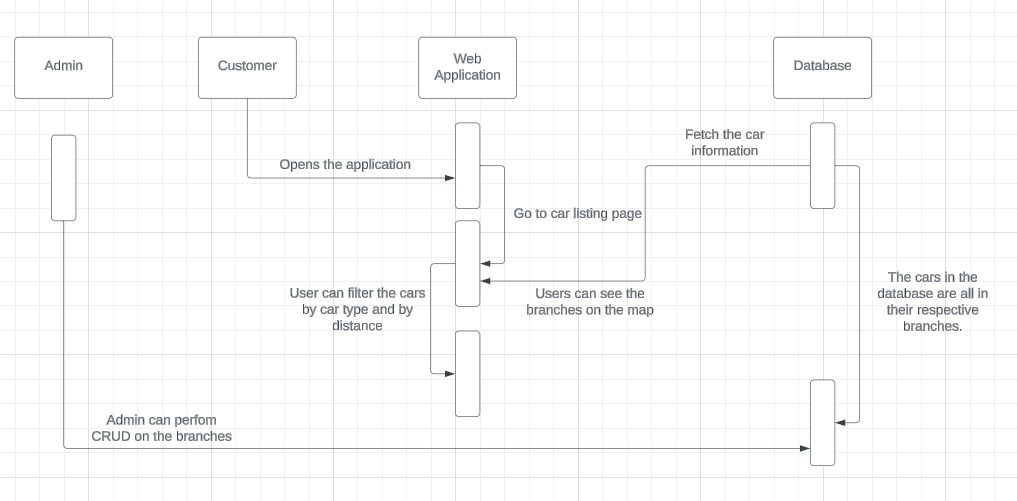 Admin
Customer
Web
Application
Database
Fetch the car
information
Opens the application
Go to car listing page
User can filter the cars
by car type and by
distance
Users can see the
branches on the map
The cars in the
database are all in
their respective
branches.
Admin can perfom
CRUD on the branches